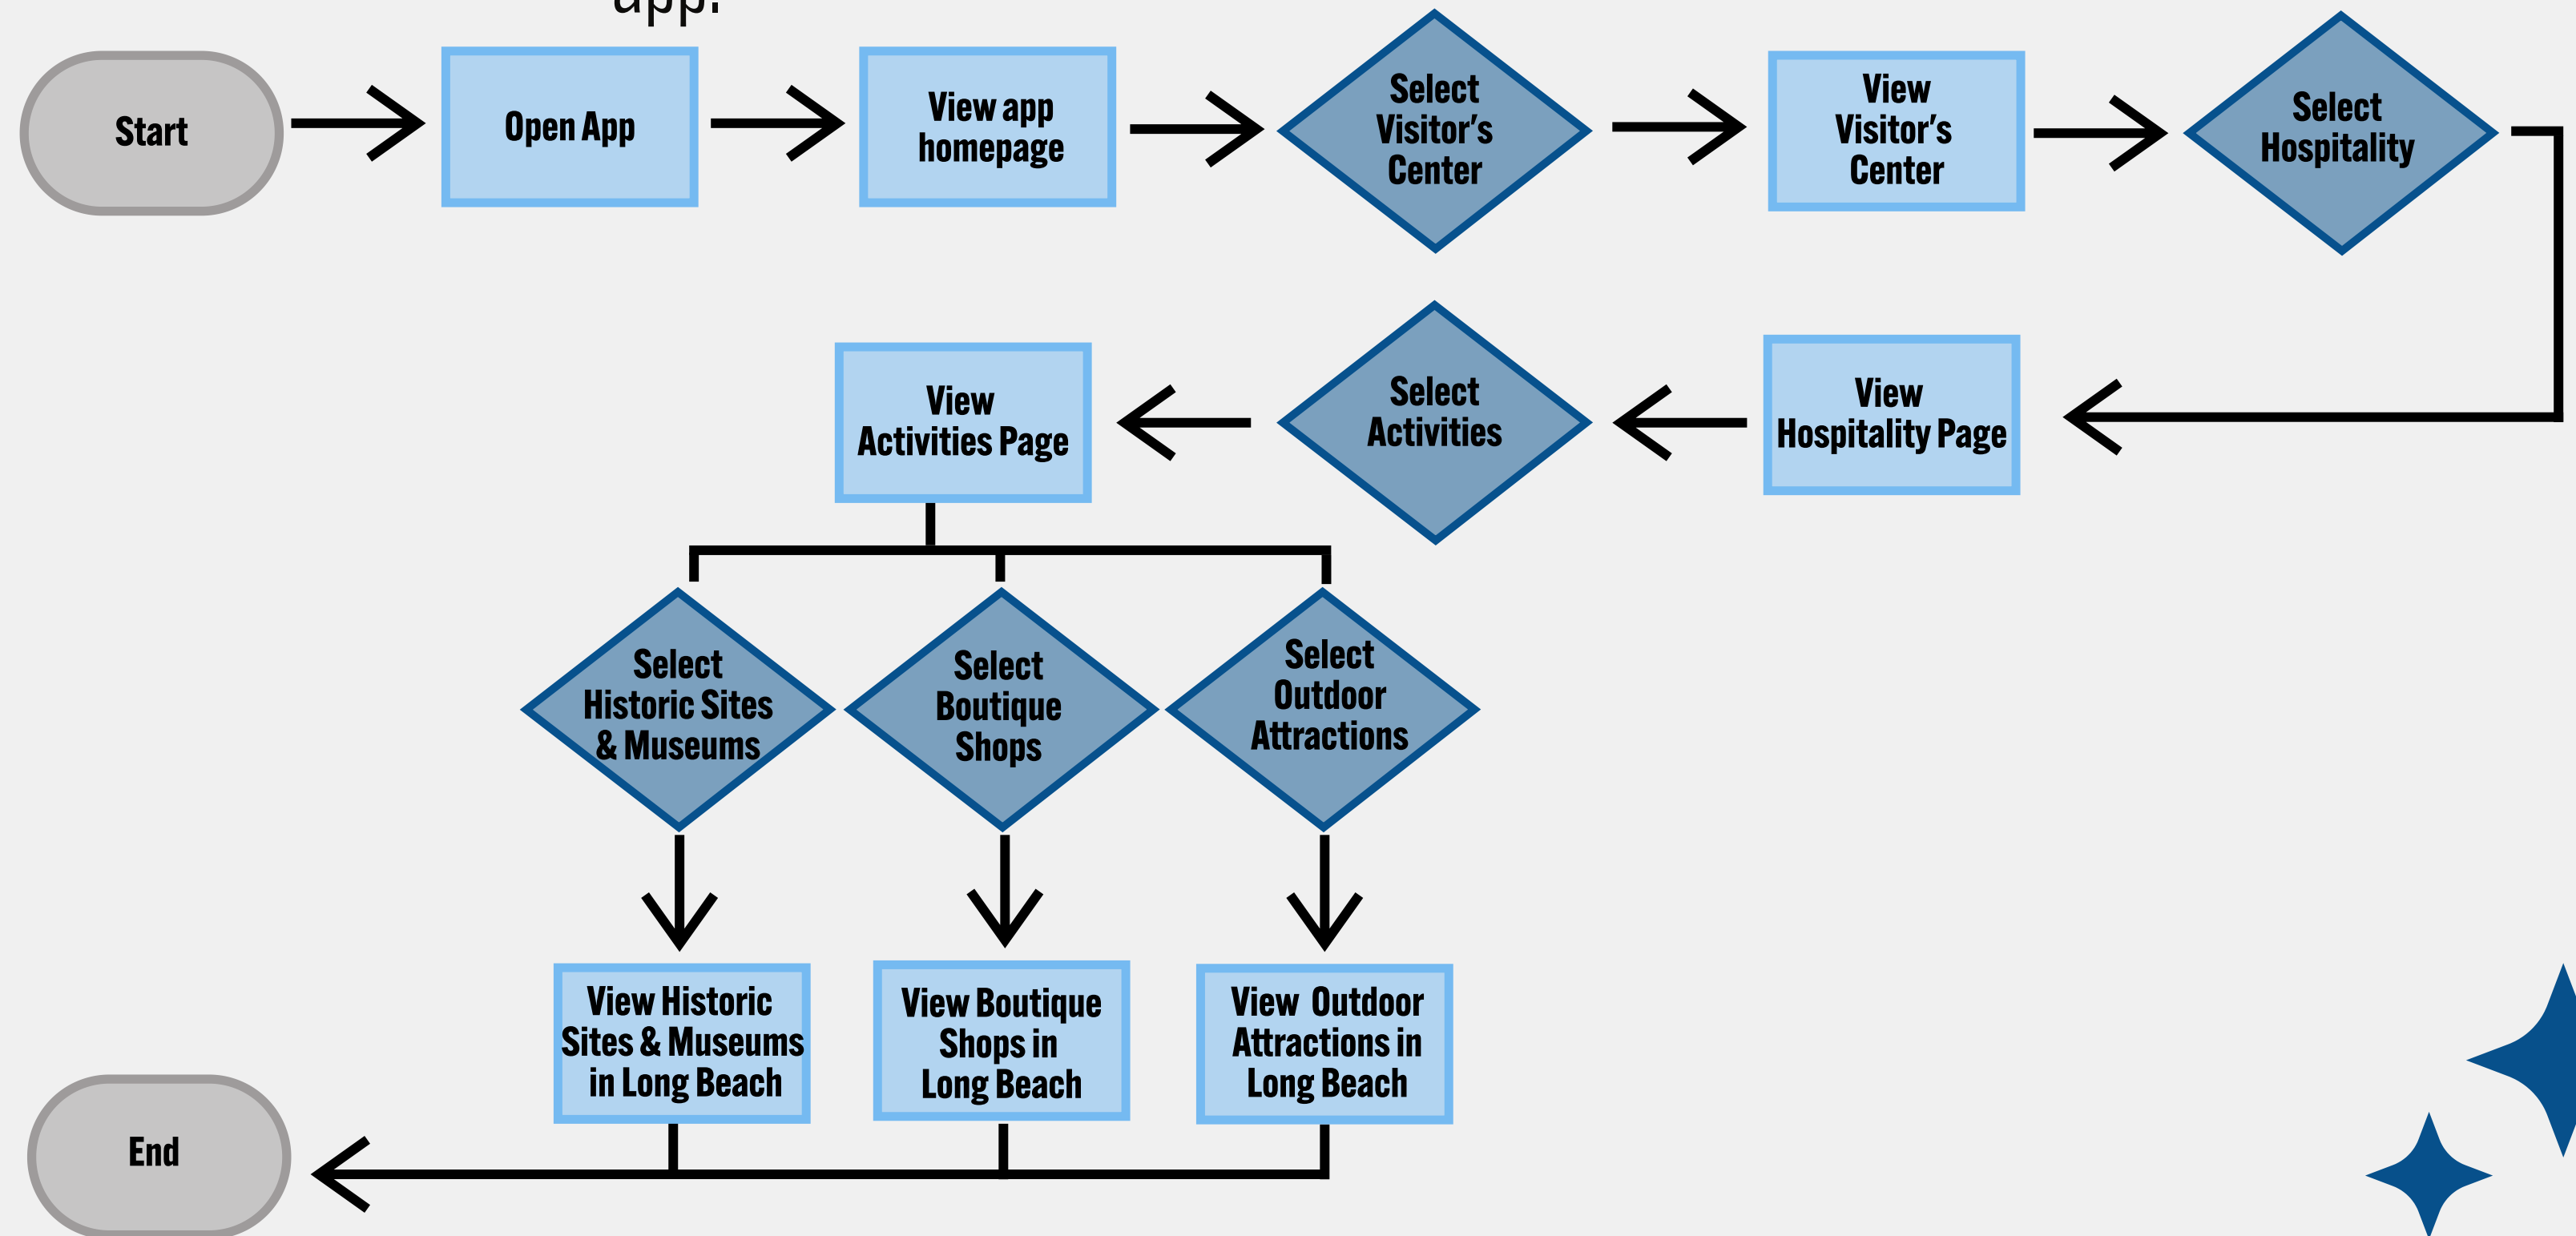 app.
Start
Open App
View app
homepage
Select
Visitor's
Center
View
Visitor's
Center
Select
Hospitality
View
Hospitality Page
Select
Activities
View
Activities Page
Select
Historic Sites
& Museums
Select
Boutique
Shops
Select
Outdoor
Attractions
View Historic
Sites & Museums
in Long Beach
View Boutique
Shops in
Long Beach
View Outdoor
Attractions in
Long Beach
End